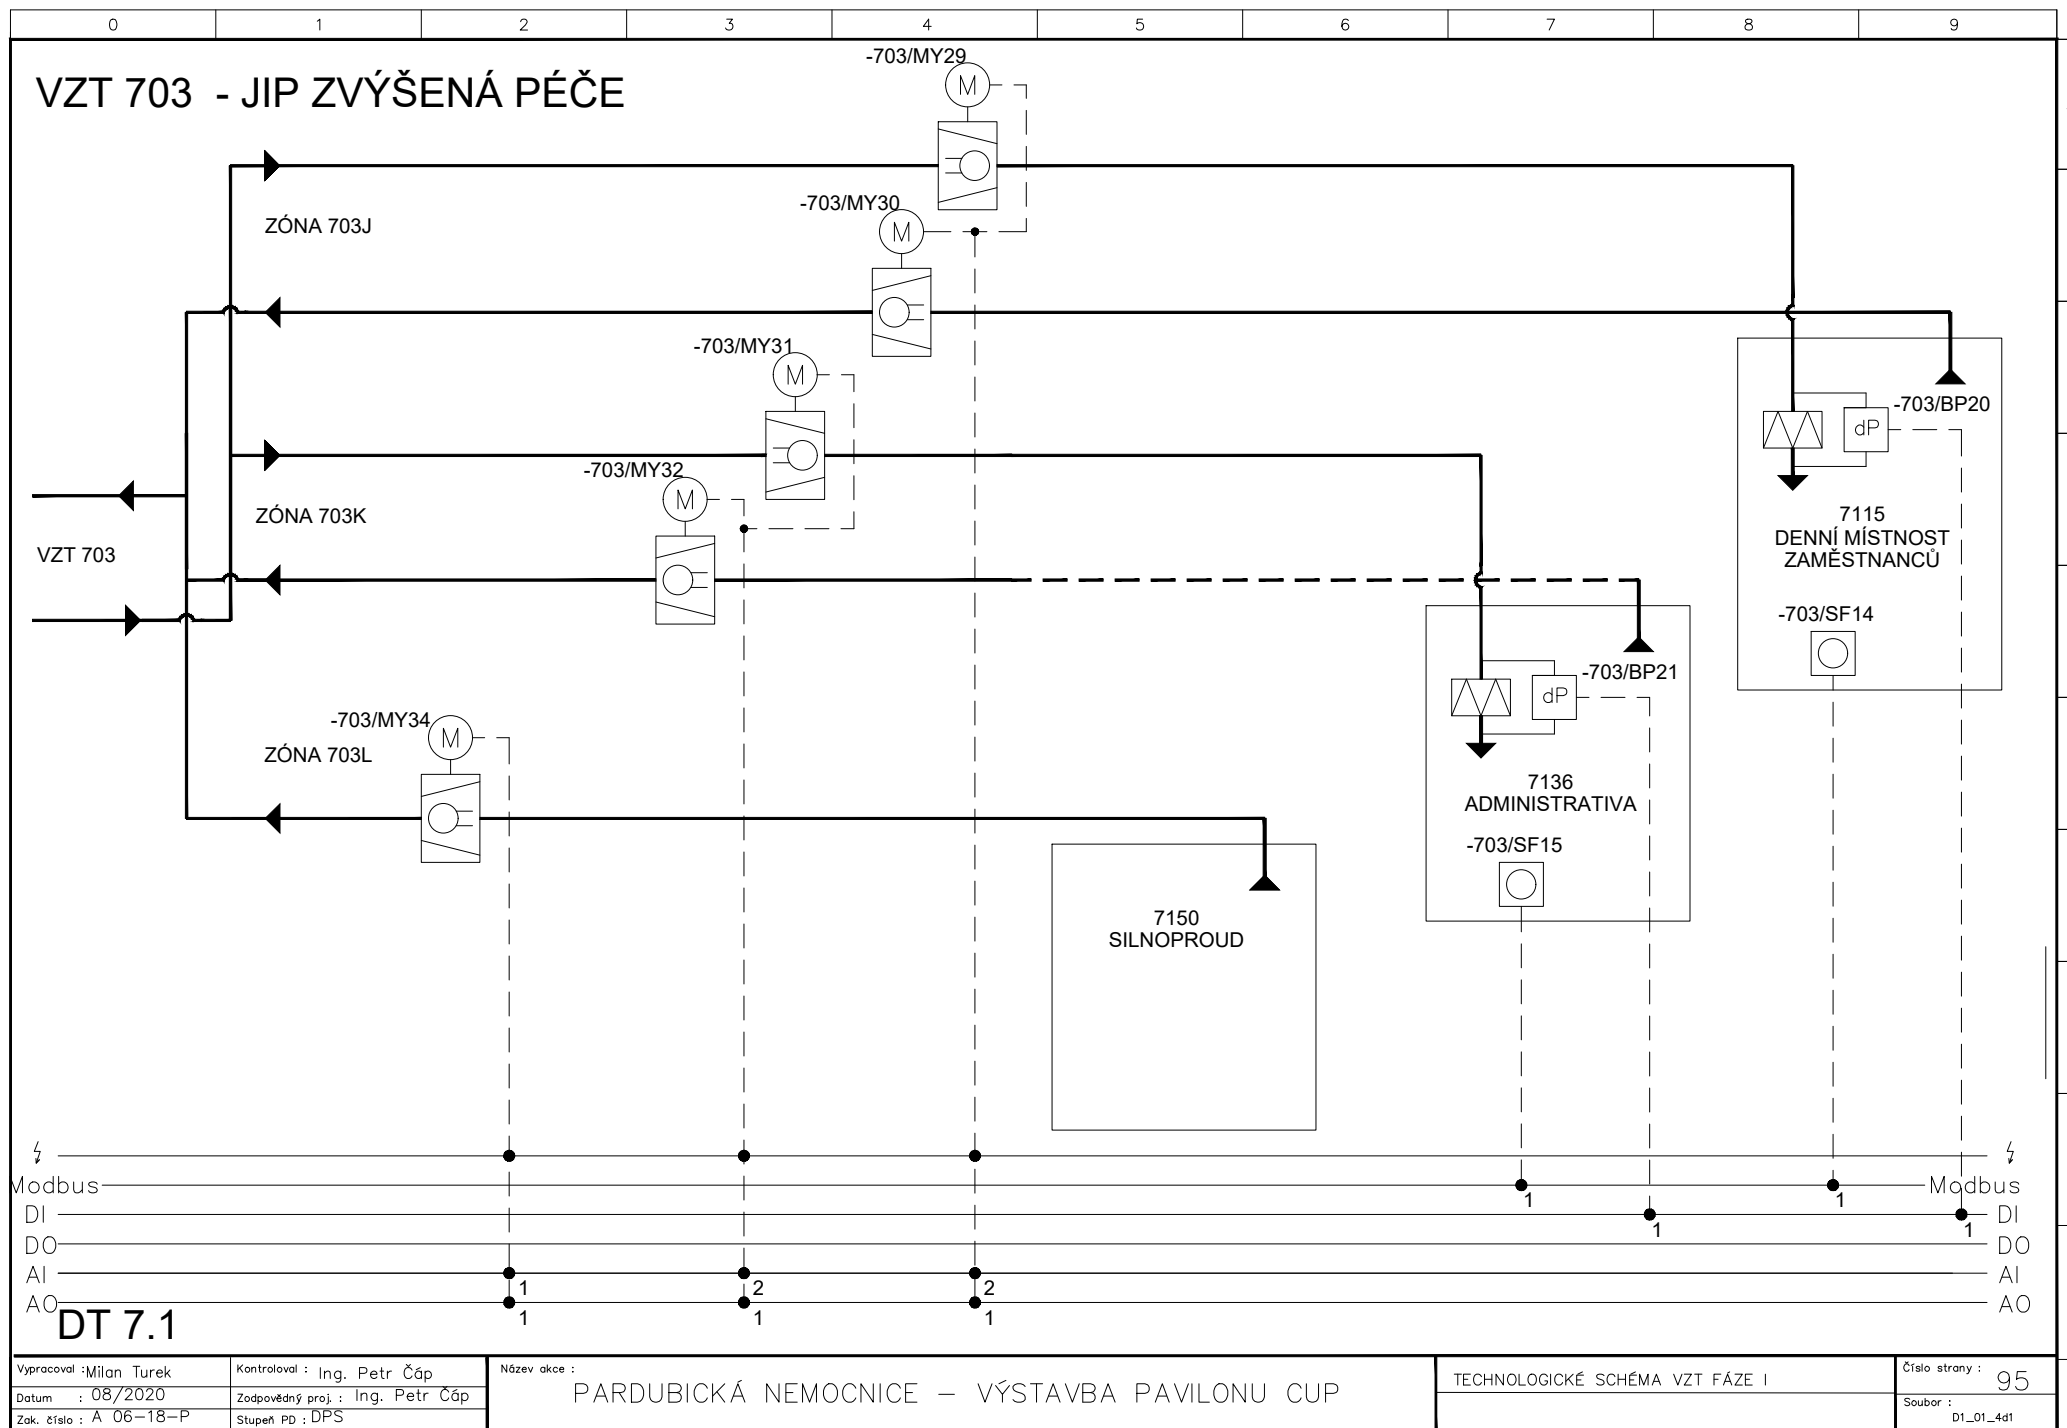 0 1 2 3 4 5 6 7 8 9
VZT 703 - JIP ZVÝŠENÁ PÉČE
-703/MY29
M
-703/MY30
M
ZÓNA 703J
-703/MY31
M
-703/BP20
dP
-703/MY32
M
ZÓNA 703K
VZT 703
7115
DENNÍ MÍSTNOST
ZAMĚSTNANCŮ
-703/SF14
-703/BP21
dP
-703/MY34
M
ZÓNA 703L
7136
ADMINISTRATIVA
-703/SF15
7150
SILNOPROUD
Modbus 1 1 Modbus
DI 1 1 DI
DO DO
AI 1 2 2 AI
AO 1 1 1 AO
DT 7.1
Vypracoval : Milan Turek
Datum : 08/2020
Zak. číslo : A 06-18-P
Kontroloval : Ing. Petr Čáp
Zodpovědný proj. : Ing. Petr Čáp
Stupeň PD : DPS
Název akce :
PARDUBICKÁ NEMOCNICE - VÝSTAVBA PAVILONU CUP
TECHNOLOGICKÉ SCHÉMA VZT FÁZE I
Číslo strany : 95
Soubor :
D1_01_4d1